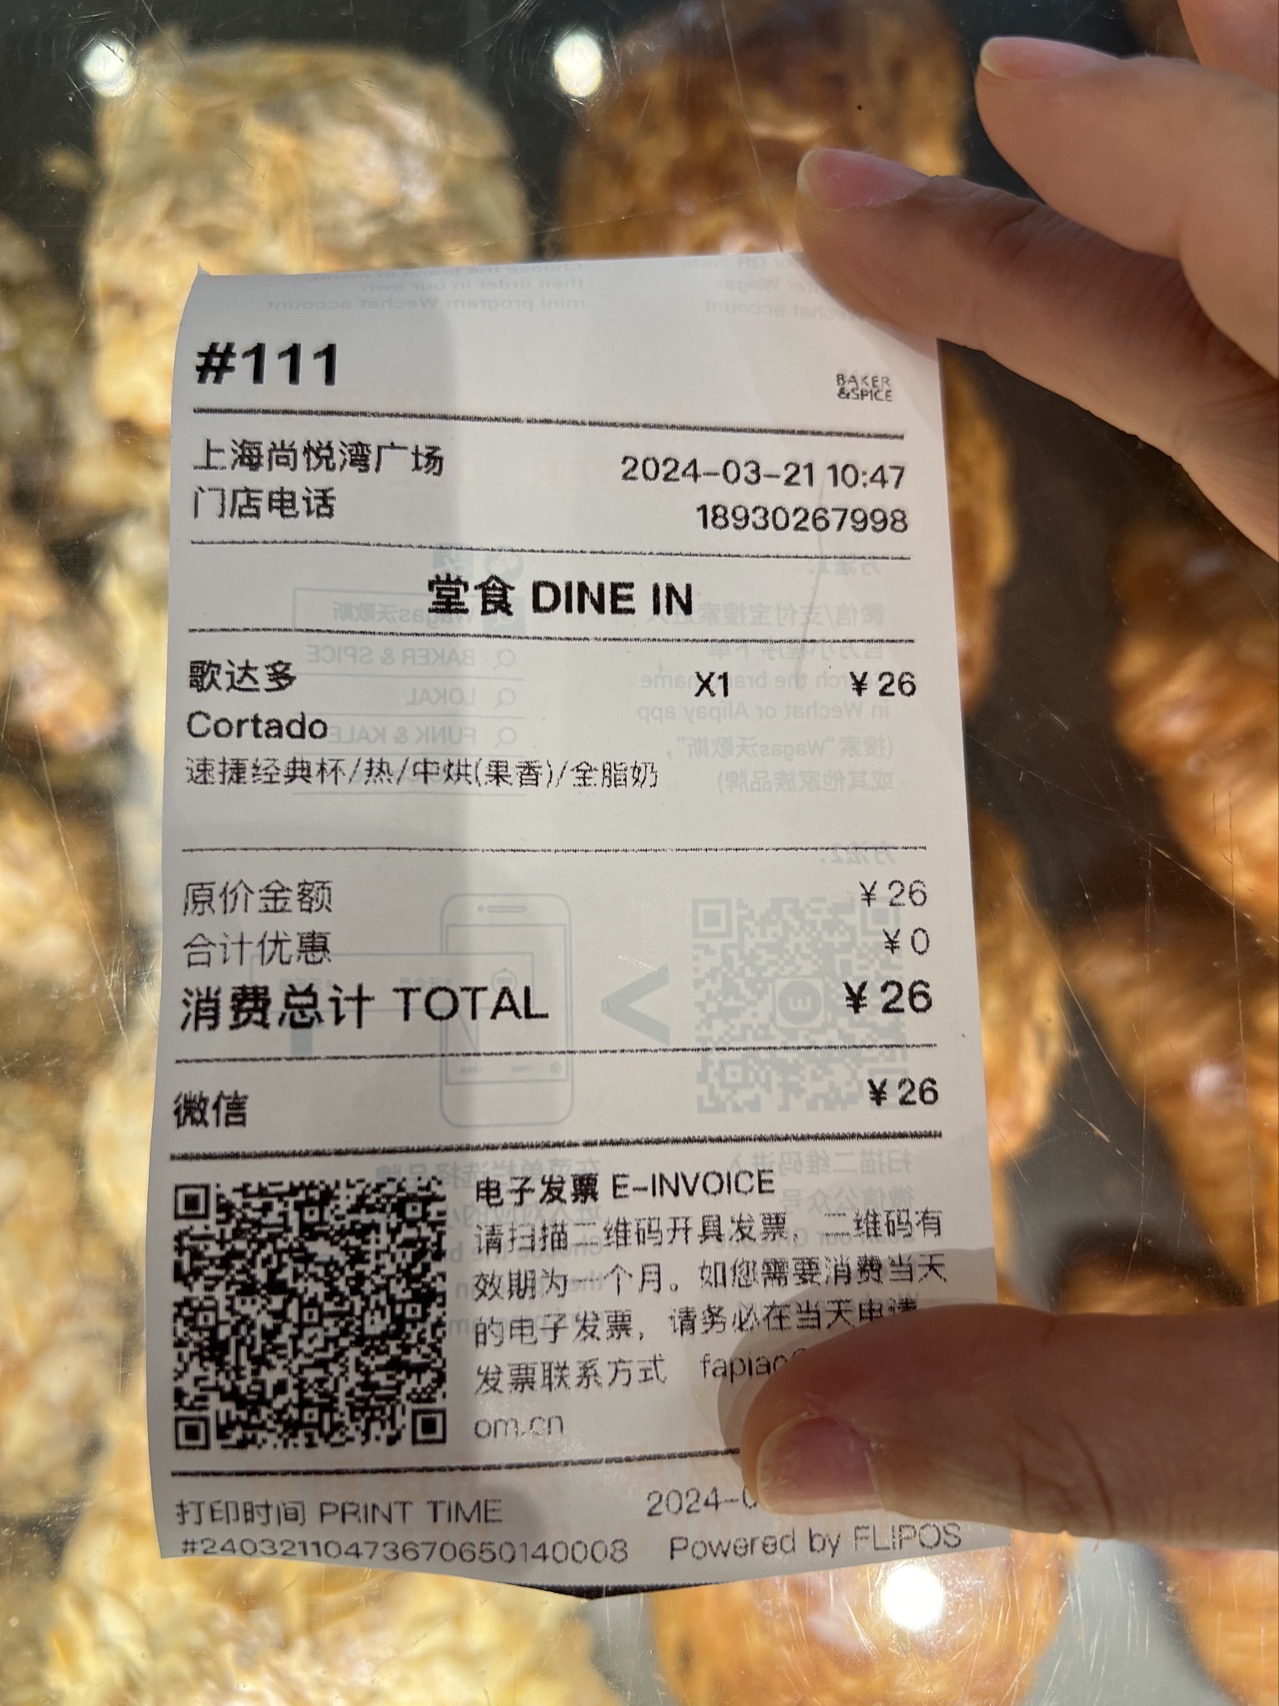 #111
BAKER
&SPICE
上海尚悦湾广场 2024-03-21 10:47
门店电话 18930267998
堂食 DINE IN
歌达多 X1 ¥26
Cortado
速捷经典杯/热/中烘(果香)/全脂奶
原价金额 ¥26
合计优惠 ¥0
消费总计 TOTAL ¥26
微信 ¥26
电子发票 E-INVOICE
请扫描二维码开具发票，二维码有
效期为一个月。如您需要消费当天
的电子发票，请务必在当天申请
发票联系方式 fapiao
om.cn
打印时间 PRINT TIME 2024-0
#24032110473670650140008 Powered by FLIPOS